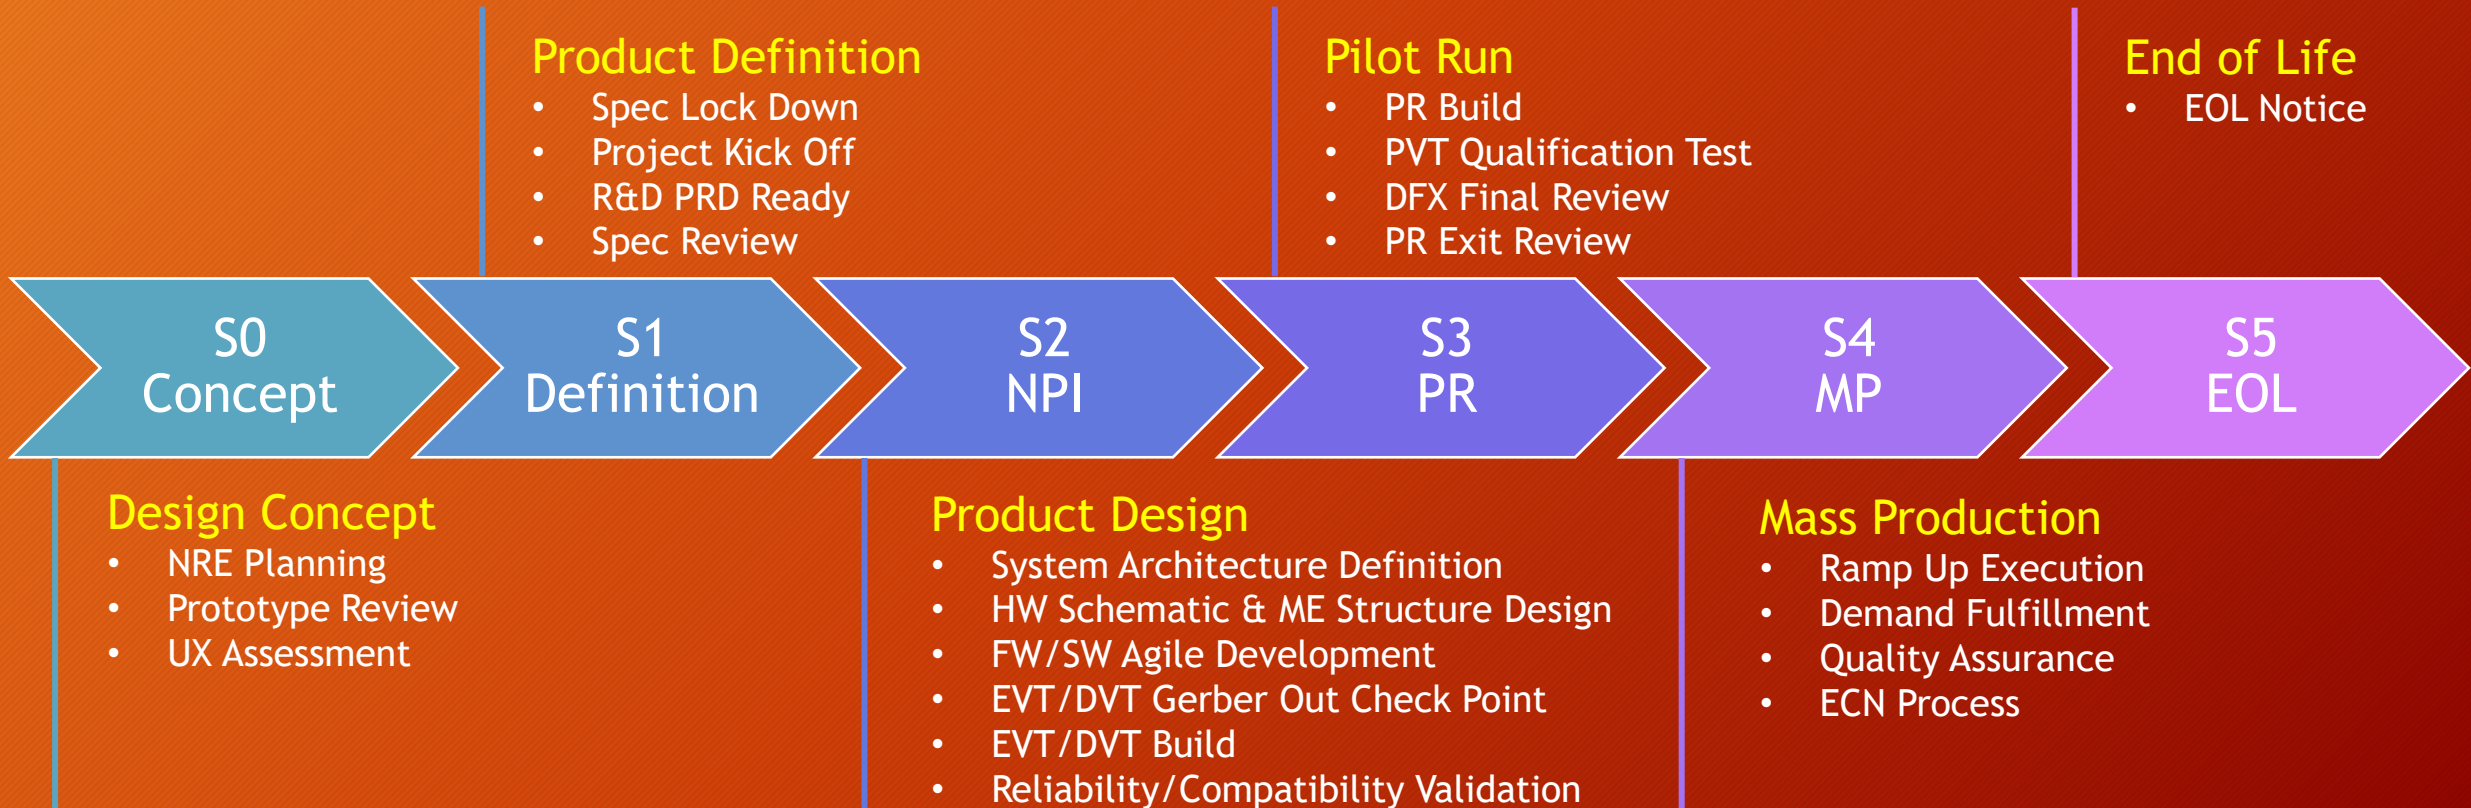 Product Definition
• Spec Lock Down
• Project Kick Off
• R&D PRD Ready
• Spec Review
Pilot Run
• PR Build
• PVT Qualification Test
• DFX Final Review
• PR Exit Review
End of Life
• EOL Notice
S0
Concept
S1
Definition
S2
NPI
S3
PR
S4
MP
S5
EOL
Design Concept
• NRE Planning
• Prototype Review
• UX Assessment
Product Design
• System Architecture Definition
• HW Schematic & ME Structure Design
• FW/SW Agile Development
• EVT/DVT Gerber Out Check Point
• EVT/DVT Build
• Reliability/Compatibility Validation
Mass Production
• Ramp Up Execution
• Demand Fulfillment
• Quality Assurance
• ECN Process